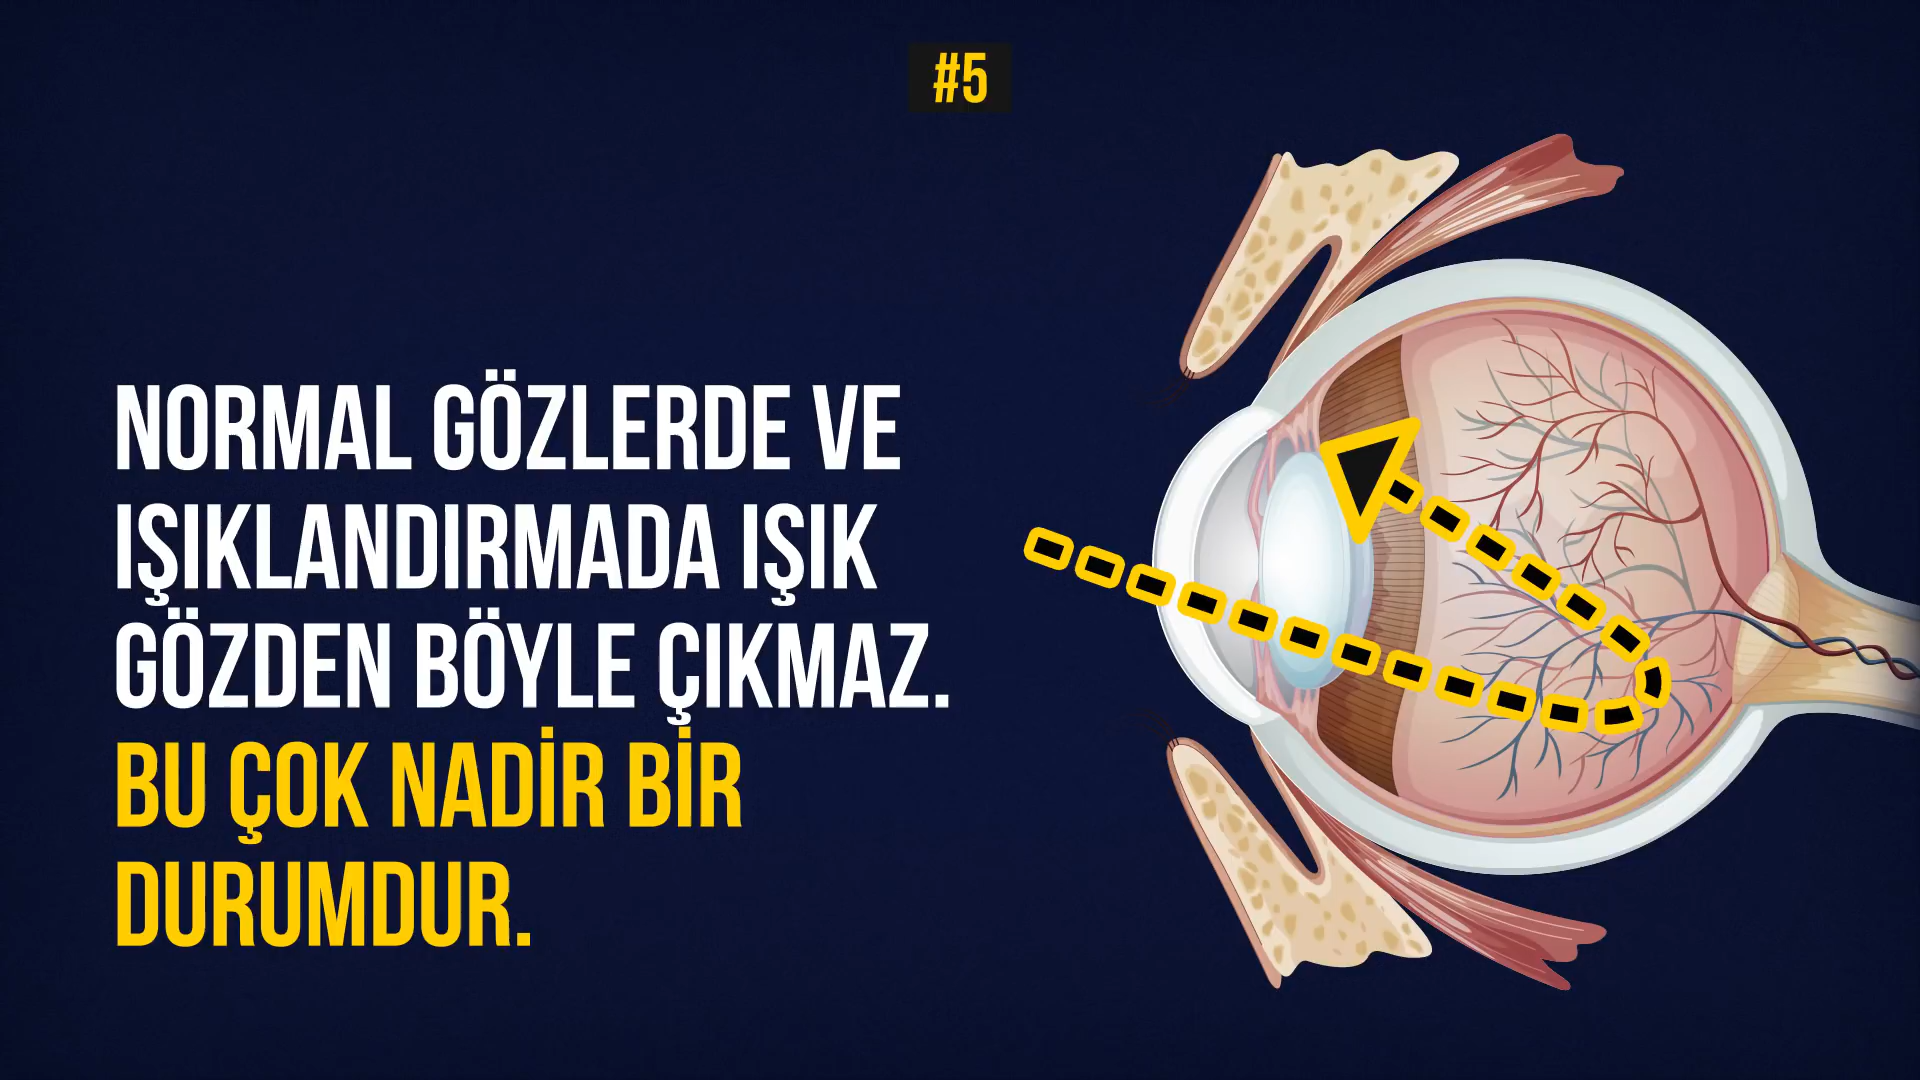 #5
NORMAL GÖZLERDE VE
IŞIKLANDIRMADA IŞIK
GÖZDEN BÖYLE ÇIKMAZ.
BU ÇOK NADİR BİR
DURUMDUR.